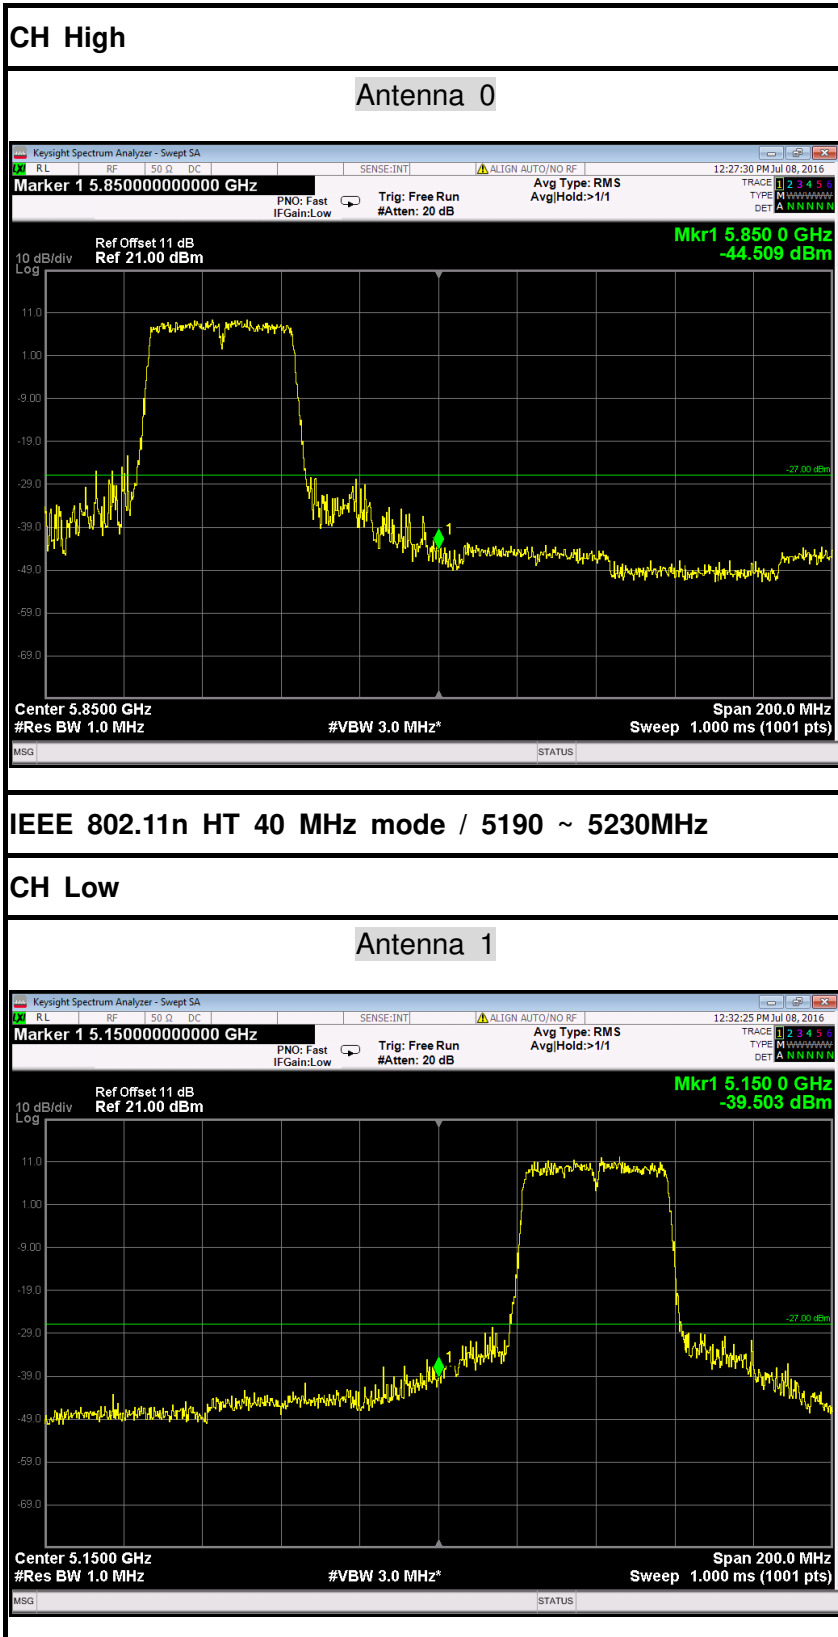 CH High
Antenna 0
Keysight Spectrum Analyzer - Swept SA
LXI RL RF 50 Ω DC SENSE:INT ALIGN AUTO/NO RF 12:27:30 PM Jul 08, 2016
Marker 1 5.850000000000 GHz
PNO: Fast
IFGain:Low
Trig: Free Run
#Atten: 20 dB
Avg Type: RMS
Avg|Hold:>1/1
TRACE 1 2 3 4 5 6
TYPE M WWWWW
DET A N N N N N
Mkr1 5.850 0 GHz
-44.509 dBm
Ref Offset 11 dB
10 dB/div Ref 21.00 dBm
Log
11.0
1.00
-9.00
-19.0
-27.00 dBm
-29.0
-39.0
1
-49.0
-59.0
-69.0
Center 5.8500 GHz Span 200.0 MHz
#Res BW 1.0 MHz #VBW 3.0 MHz* Sweep 1.000 ms (1001 pts)
MSG STATUS
IEEE 802.11n HT 40 MHz mode / 5190 ~ 5230MHz
CH Low
Antenna 1
Keysight Spectrum Analyzer - Swept SA
LXI RL RF 50 Ω DC SENSE:INT ALIGN AUTO/NO RF 12:32:25 PM Jul 08, 2016
Marker 1 5.150000000000 GHz
PNO: Fast
IFGain:Low
Trig: Free Run
#Atten: 20 dB
Avg Type: RMS
Avg|Hold:>1/1
TRACE 1 2 3 4 5 6
TYPE M WWWWW
DET A N N N N N
Mkr1 5.150 0 GHz
-39.503 dBm
Ref Offset 11 dB
10 dB/div Ref 21.00 dBm
Log
11.0
1.00
-9.00
-19.0
-27.00 dBm
-29.0
1
-39.0
-49.0
-59.0
-69.0
Center 5.1500 GHz Span 200.0 MHz
#Res BW 1.0 MHz #VBW 3.0 MHz* Sweep 1.000 ms (1001 pts)
MSG STATUS